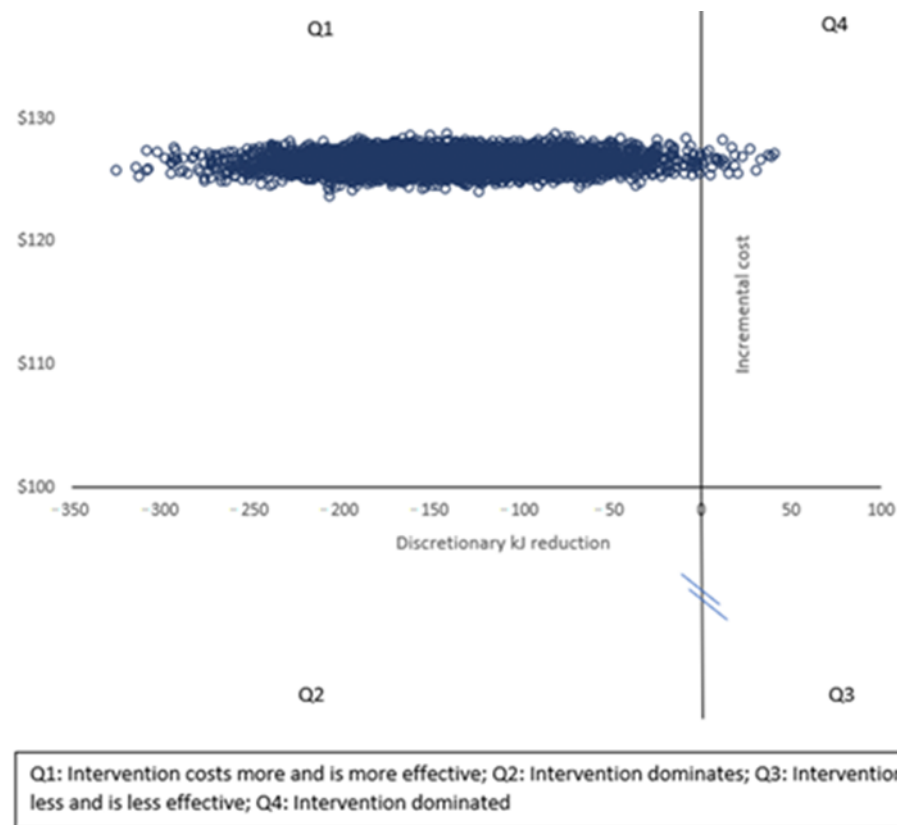 Q1
Q4
$130
$120
Incremental cost
$110
$100
-350 -300 -250 -200 -150 -100 -50 0 50 100
Discretionary kJ reduction
Q2
Q3
Q1: Intervention costs more and is more effective; Q2: Intervention dominates; Q3: Intervention
less and is less effective; Q4: Intervention dominated